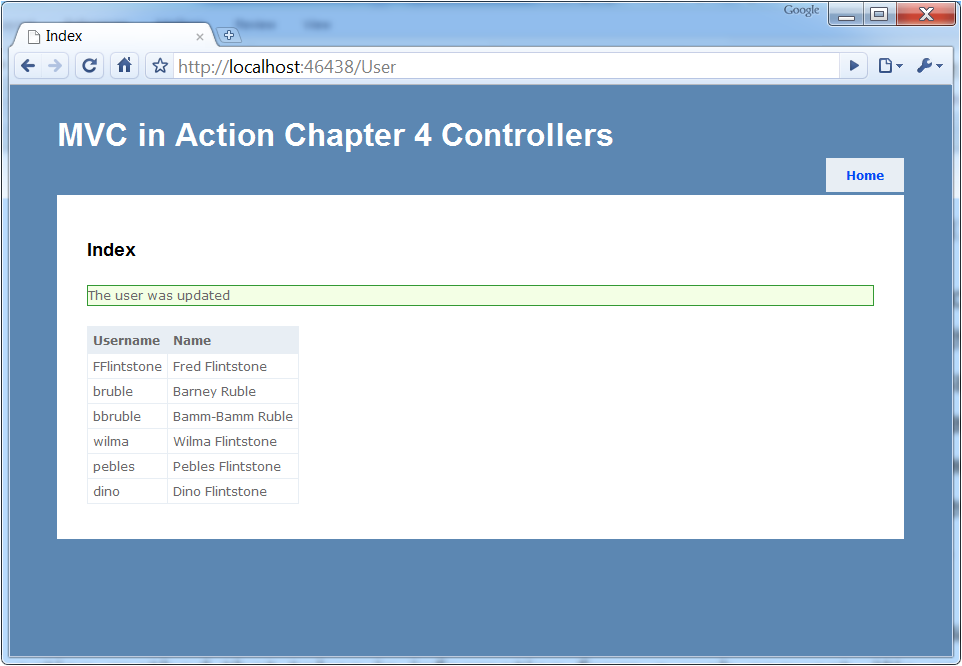 Google
Index
http://localhost:46438/User
MVC in Action Chapter 4 Controllers
Home
Index
The user was updated
Username Name
FFlintstone Fred Flintstone
bruble Barney Ruble
bbruble Bamm-Bamm Ruble
wilma Wilma Flintstone
pebles Pebles Flintstone
dino Dino Flintstone